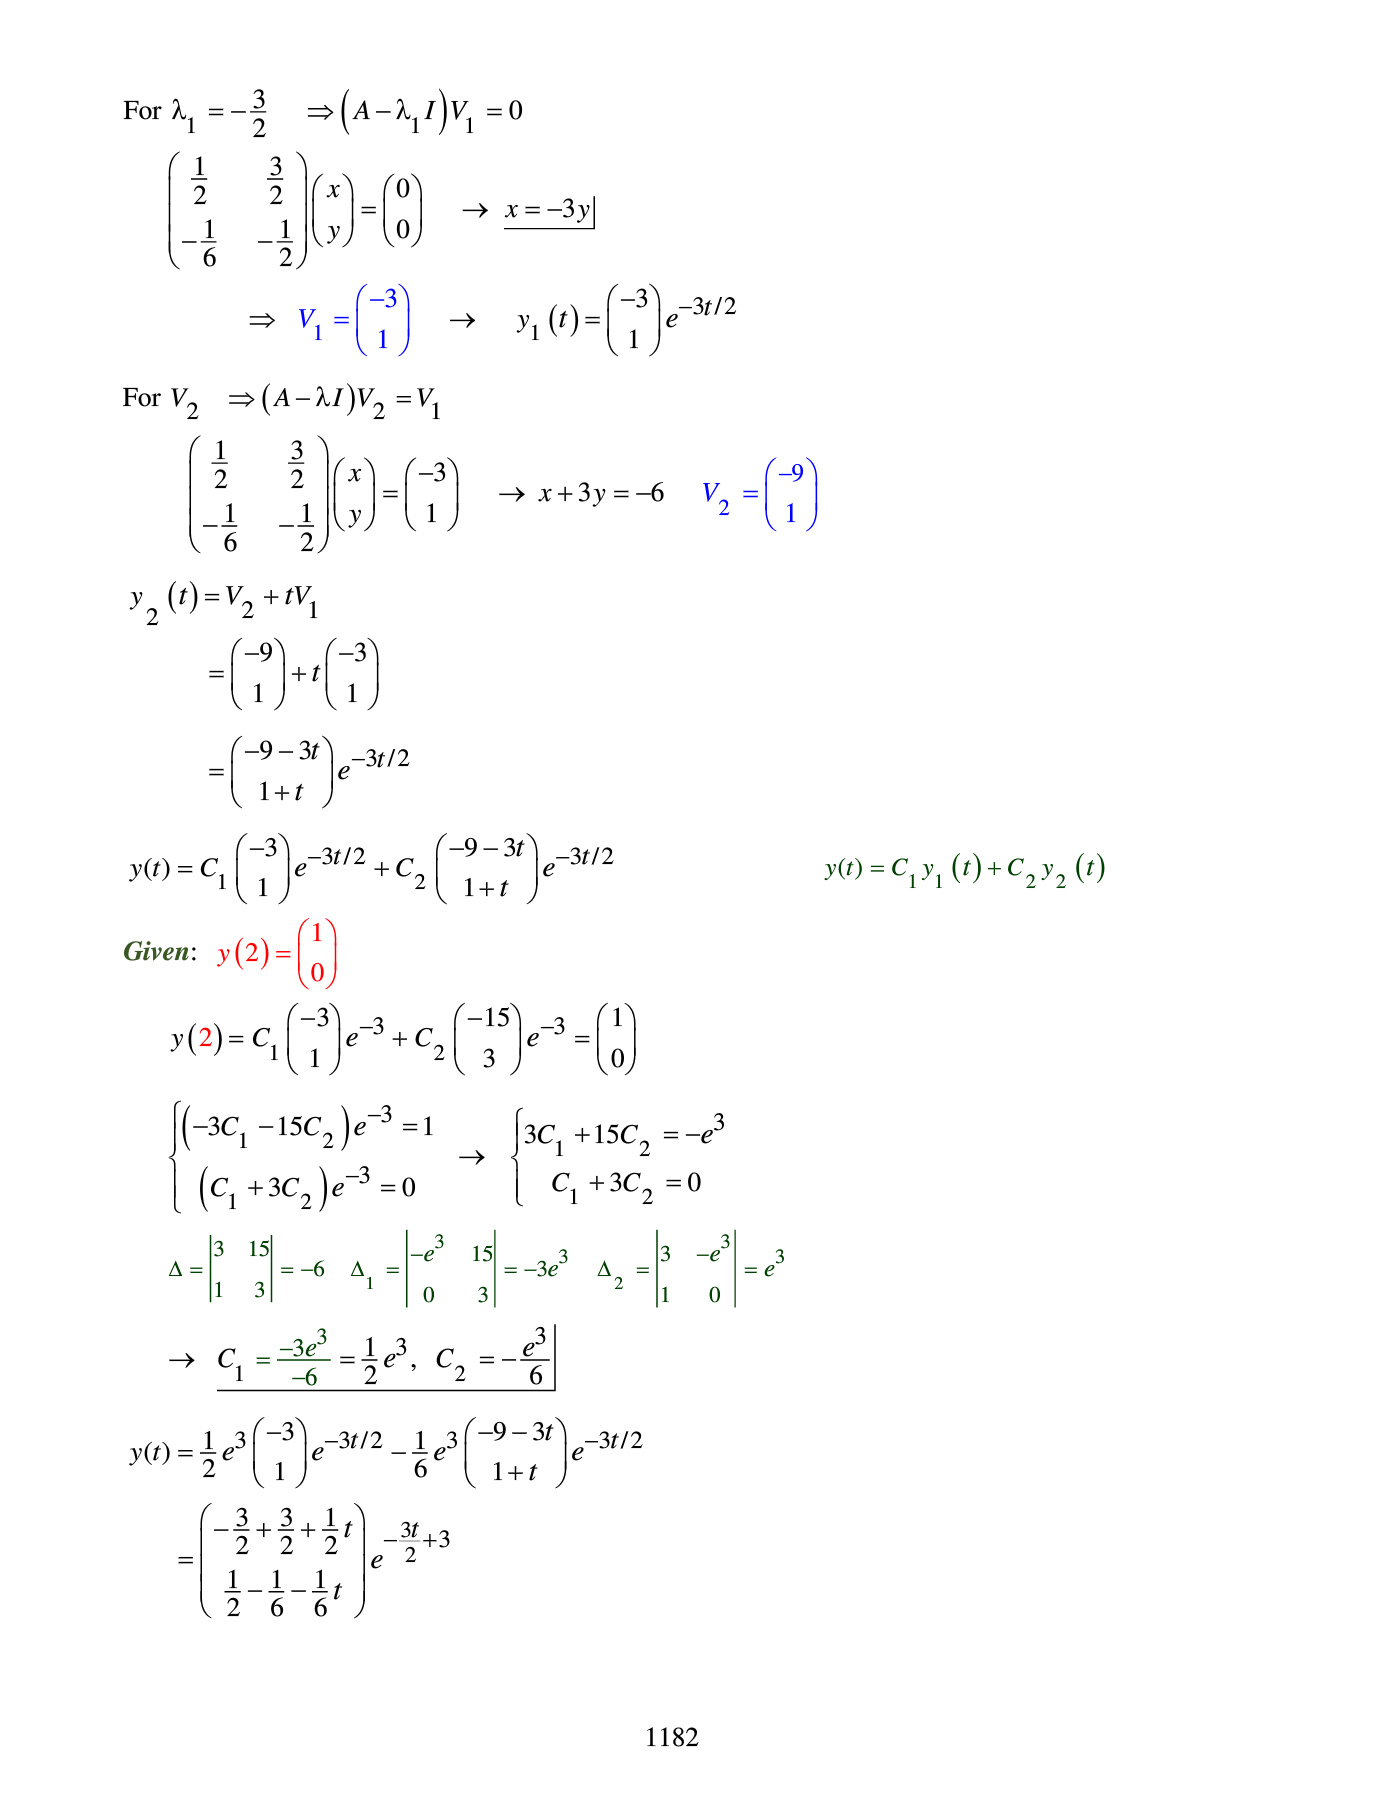 For λ₁ = −3/2 ⇒ (A − λ₁I)V₁ = 0
(1/2 3/2; −1/6 −1/2)(x; y) = (0; 0) → x = −3y
⇒ V₁ = (−3; 1) → y₁(t) = (−3; 1)e^(−3t/2)
For V₂ ⇒ (A − λI)V₂ = V₁
(1/2 3/2; −1/6 −1/2)(x; y) = (−3; 1) → x + 3y = −6 V₂ = (−9; 1)
y₂(t) = V₂ + tV₁
= (−9; 1) + t(−3; 1)
= (−9 − 3t; 1 + t)e^(−3t/2)
y(t) = C₁(−3; 1)e^(−3t/2) + C₂(−9 − 3t; 1 + t)e^(−3t/2) y(t) = C₁y₁(t) + C₂y₂(t)
Given: y(2) = (1; 0)
y(2) = C₁(−3; 1)e^(−3) + C₂(−15; 3)e^(−3) = (1; 0)
{(−3C₁ − 15C₂)e^(−3) = 1; (C₁ + 3C₂)e^(−3) = 0 → {3C₁ + 15C₂ = −e³; C₁ + 3C₂ = 0
Δ = |3 15; 1 3| = −6 Δ₁ = |−e³ 15; 0 3| = −3e³ Δ₂ = |3 −e³; 1 0| = e³
→ C₁ = −3e³/−6 = 1/2 e³, C₂ = −e³/6
y(t) = 1/2 e³(−3; 1)e^(−3t/2) − 1/6 e³(−9 − 3t; 1 + t)e^(−3t/2)
= (−3/2 + 3/2 + 1/2 t; 1/2 − 1/6 − 1/6 t)e^(−3t/2 + 3)
1182